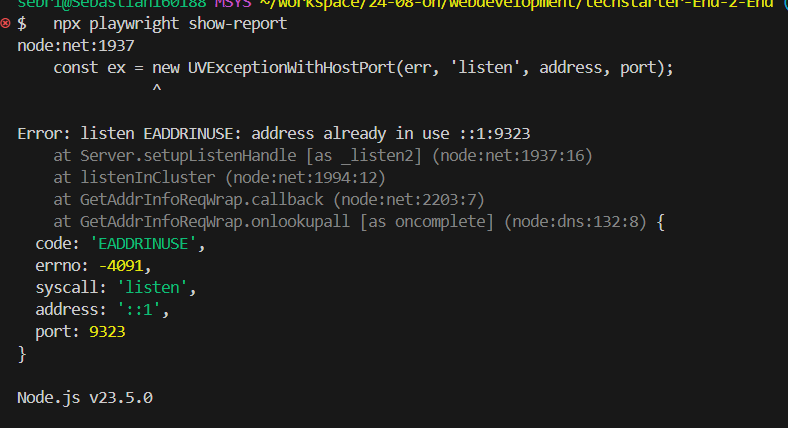 sebri@Sebastian160188 MSYS ~/Workspace/24-08-on/Webdevelopment/techstarter-End-2-End (
$ npx playwright show-report
node:net:1937
    const ex = new UVExceptionWithHostPort(err, 'listen', address, port);
               ^
Error: listen EADDRINUSE: address already in use ::1:9323
    at Server.setupListenHandle [as _listen2] (node:net:1937:16)
    at listenInCluster (node:net:1994:12)
    at GetAddrInfoReqWrap.callback (node:net:2203:7)
    at GetAddrInfoReqWrap.onlookupall [as oncomplete] (node:dns:132:8) {
  code: 'EADDRINUSE',
  errno: -4091,
  syscall: 'listen',
  address: '::1',
  port: 9323
}
Node.js v23.5.0